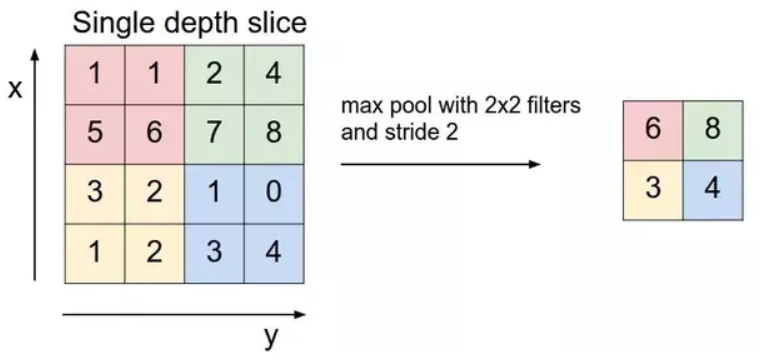 Single depth slice
x
1 1 2 4
5 6 7 8
3 2 1 0
1 2 3 4
y
max pool with 2x2 filters
and stride 2
6 8
3 4